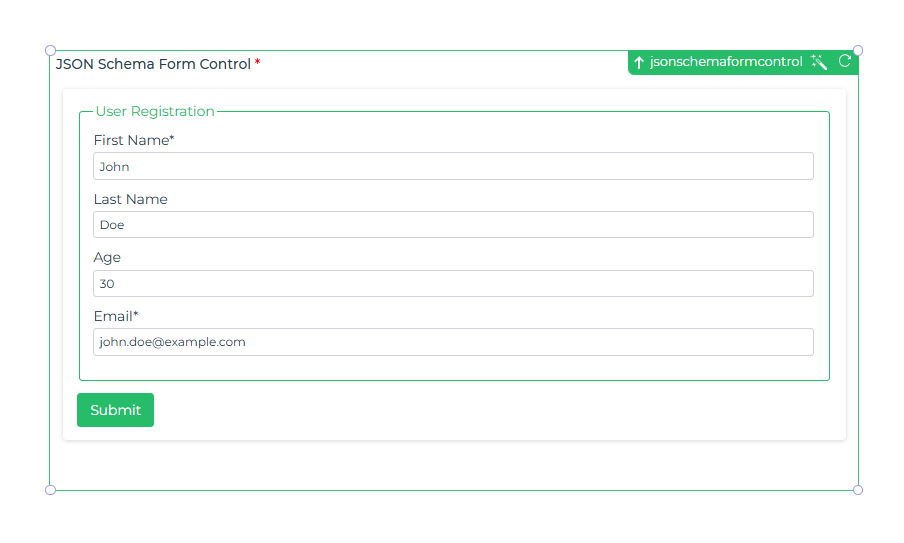 JSON Schema Form Control *
jsonschemaformcontrol
User Registration
First Name*
John
Last Name
Doe
Age
30
Email*
john.doe@example.com
Submit